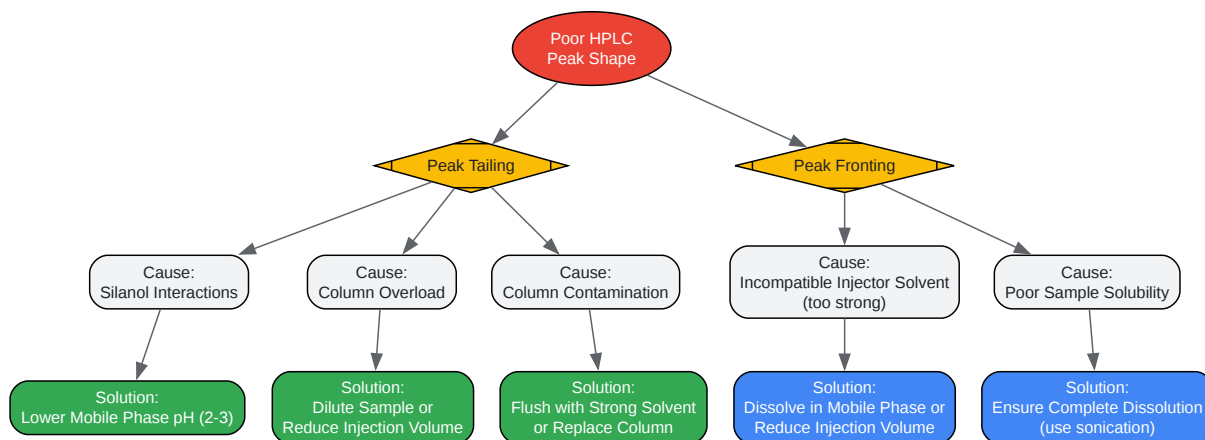 Poor HPLC
Peak Shape
Peak Tailing
Peak Fronting
Cause:
Silanol Interactions
Cause:
Column Overload
Cause:
Column Contamination
Cause:
Incompatible Injector Solvent
(too strong)
Cause:
Poor Sample Solubility
Solution:
Lower Mobile Phase pH (2-3)
Solution:
Dilute Sample or
Reduce Injection Volume
Solution:
Flush with Strong Solvent
or Replace Column
Solution:
Dissolve in Mobile Phase or
Reduce Injection Volume
Solution:
Ensure Complete Dissolution
(use sonication)